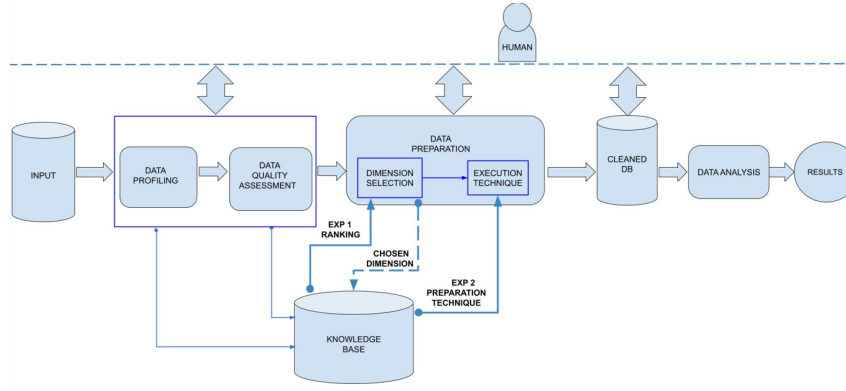 HUMAN
INPUT
DATA
PROFILING
DATA
QUALITY
ASSESSMENT
DATA
PREPARATION
DIMENSION
SELECTION
EXECUTION
TECHNIQUE
CLEANED
DB
DATA ANALYSIS
RESULTS
EXP 1
RANKING
CHOSEN
DIMENSION
EXP 2
PREPARATION
TECHNIQUE
KNOWLEDGE
BASE